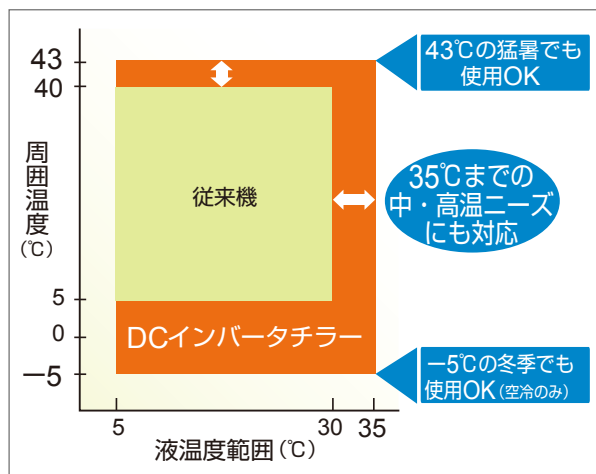 43
40
周囲温度
(℃)
5
0
−5
従来機
DCインバータチラー
43℃の猛暑でも
使用OK
35℃までの
中・高温ニーズ
にも対応
−5℃の冬季でも
使用OK(空冷のみ)
5
30
35
液温度範囲(℃)